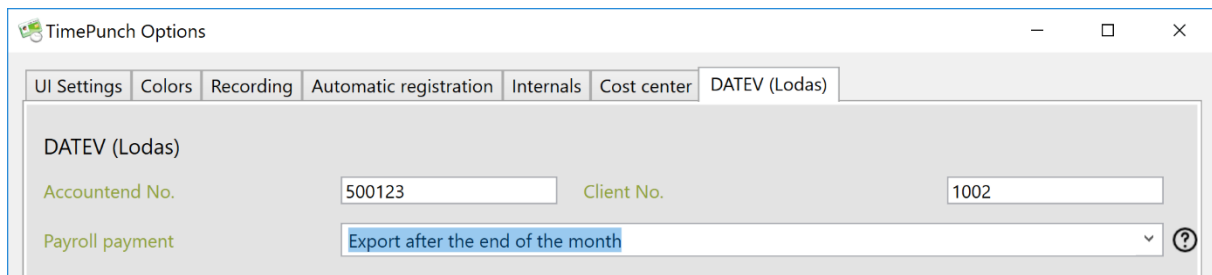 TimePunch Options
UI Settings Colors Recording Automatic registration Internals Cost center DATEV (Lodas)
DATEV (Lodas)
Accountend No. 500123 Client No. 1002
Payroll payment Export after the end of the month